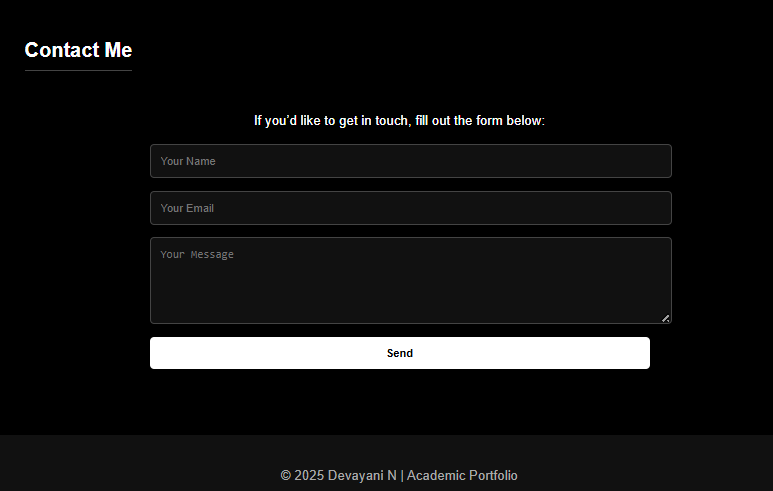 Contact Me
If you’d like to get in touch, fill out the form below:
Your Name
Your Email
Your Message
Send
© 2025 Devayani N | Academic Portfolio